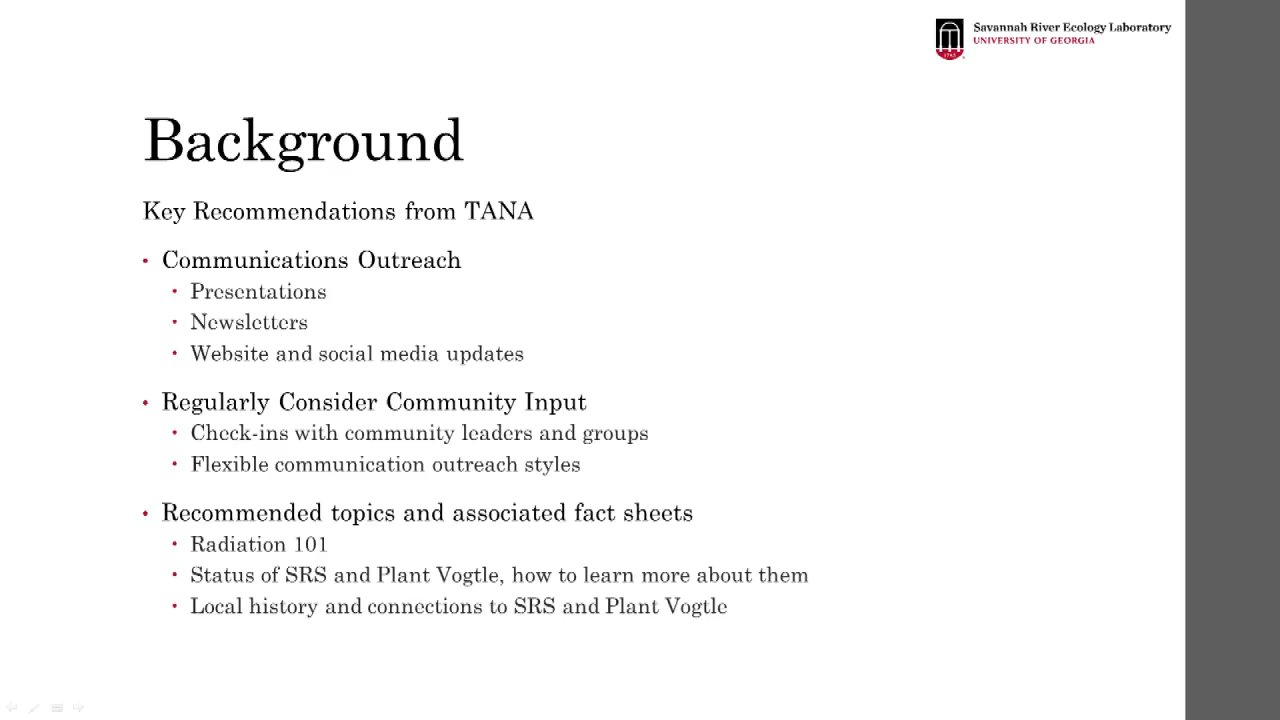 Savannah River Ecology Laboratory
UNIVERSITY OF GEORGIA
1785
Background
Key Recommendations from TANA
• Communications Outreach
• Presentations
• Newsletters
• Website and social media updates
• Regularly Consider Community Input
• Check-ins with community leaders and groups
• Flexible communication outreach styles
• Recommended topics and associated fact sheets
• Radiation 101
• Status of SRS and Plant Vogtle, how to learn more about them
• Local history and connections to SRS and Plant Vogtle